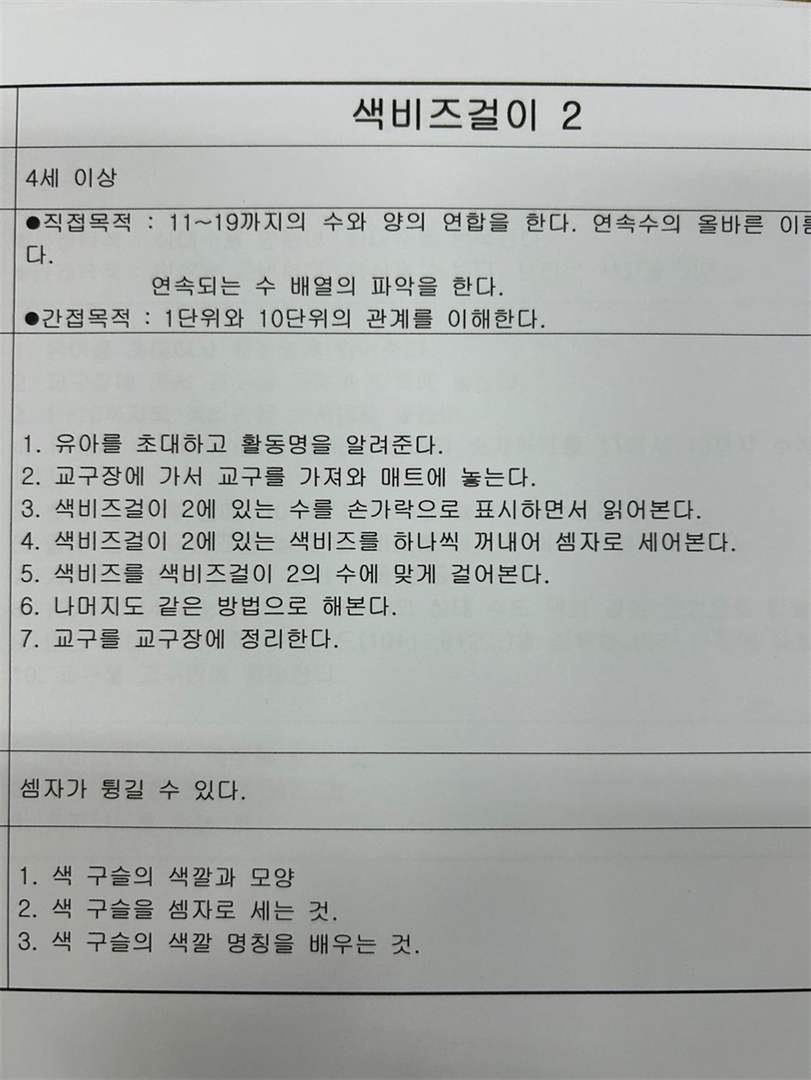 색비즈걸이 2
4세 이상
●직접목적 : 11~19까지의 수와 양의 연합을 한다. 연속수의 올바른
다.
연속되는 수 배열의 파악을 한다.
●간접목적 : 1단위와 10단위의 관계를 이해한다.
1. 유아를 초대하고 활동명을 알려준다.
2. 교구장에 가서 교구를 가져와 매트에 놓는다.
3. 색비즈걸이 2에 있는 수를 손가락으로 표시하면서 읽어본다.
4. 색비즈걸이 2에 있는 색비즈를 하나씩 꺼내어 셈자로 세어본다.
5. 색비즈를 색비즈걸이 2의 수에 맞게 걸어본다.
6. 나머지도 같은 방법으로 해본다.
7. 교구를 교구장에 정리한다.
셈자가 튕길 수 있다.
1. 색 구슬의 색깔과 모양
2. 색 구슬을 셈자로 세는 것.
3. 색 구슬의 색깔 명칭을 배우는 것.